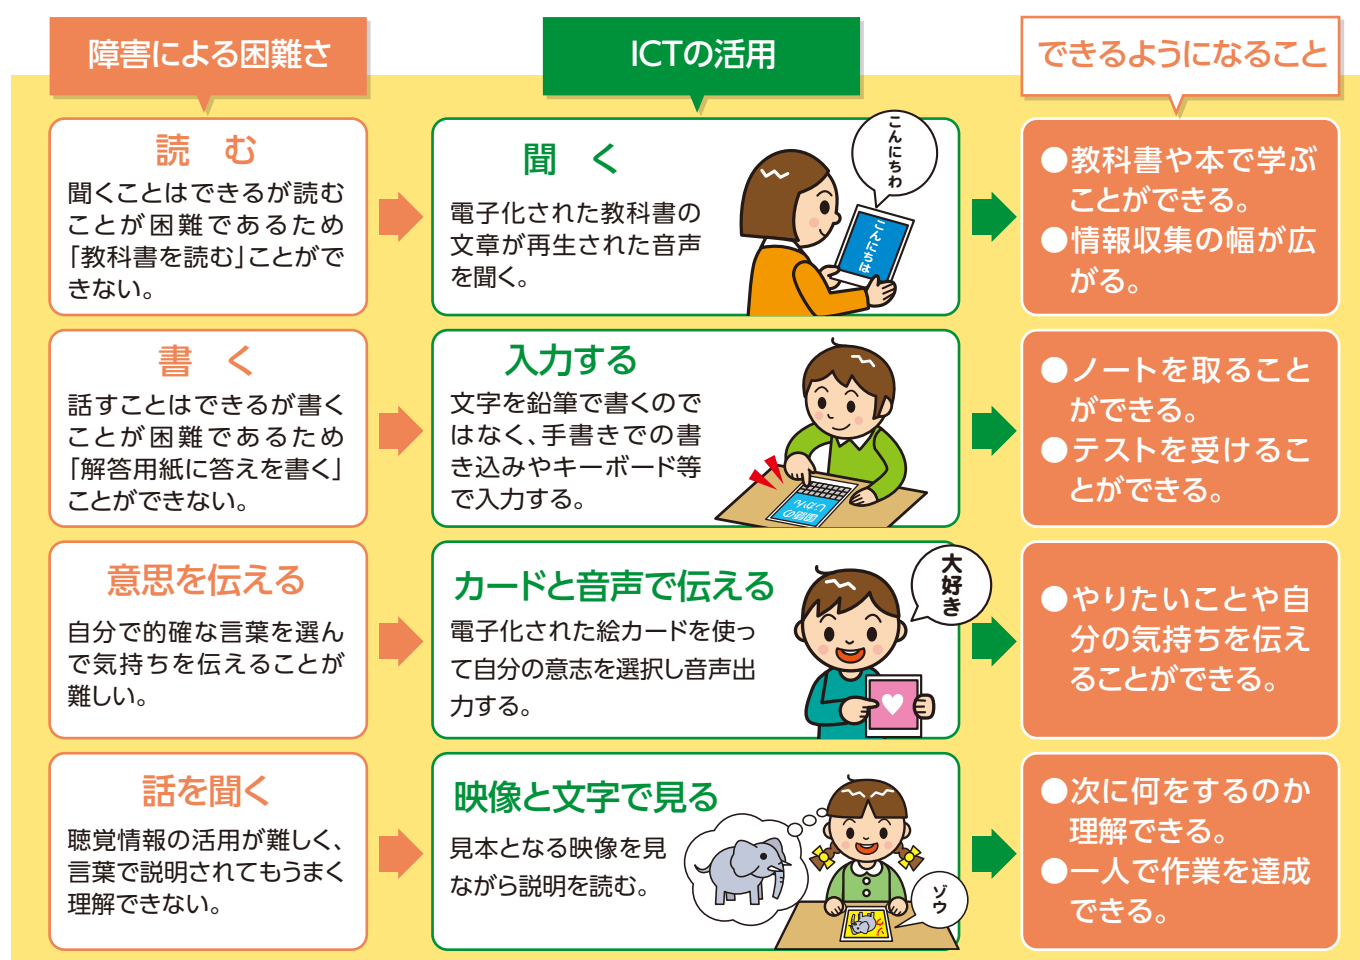 障害による困難さ
ICTの活用
できるようになること
読　む
聞くことはできるが読む
ことが困難であるため
「教科書を読む」ことがで
きない。
聞　く
電子化された教科書の
文章が再生された音声
を聞く。
こんにちわ
こんにちは
●教科書や本で学ぶ
ことができる。
●情報収集の幅が広
がる。
書　く
話すことはできるが書く
ことが困難であるため
「解答用紙に答えを書く」
ことができない。
入力する
文字を鉛筆で書くので
はなく、手書きでの書
き込みやキーボード等
で入力する。
●ノートを取ること
ができる。
●テストを受けるこ
とができる。
意思を伝える
自分で的確な言葉を選ん
で気持ちを伝えることが
難しい。
カードと音声で伝える
電子化された絵カードを使っ
て自分の意志を選択し音声出
力する。
大好き
●やりたいことや自
分の気持ちを伝え
ることができる。
話を聞く
聴覚情報の活用が難しく、
言葉で説明されてもうまく
理解できない。
映像と文字で見る
見本となる映像を見
ながら説明を読む。
ゾウ
●次に何をするのか
理解できる。
●一人で作業を達成
できる。